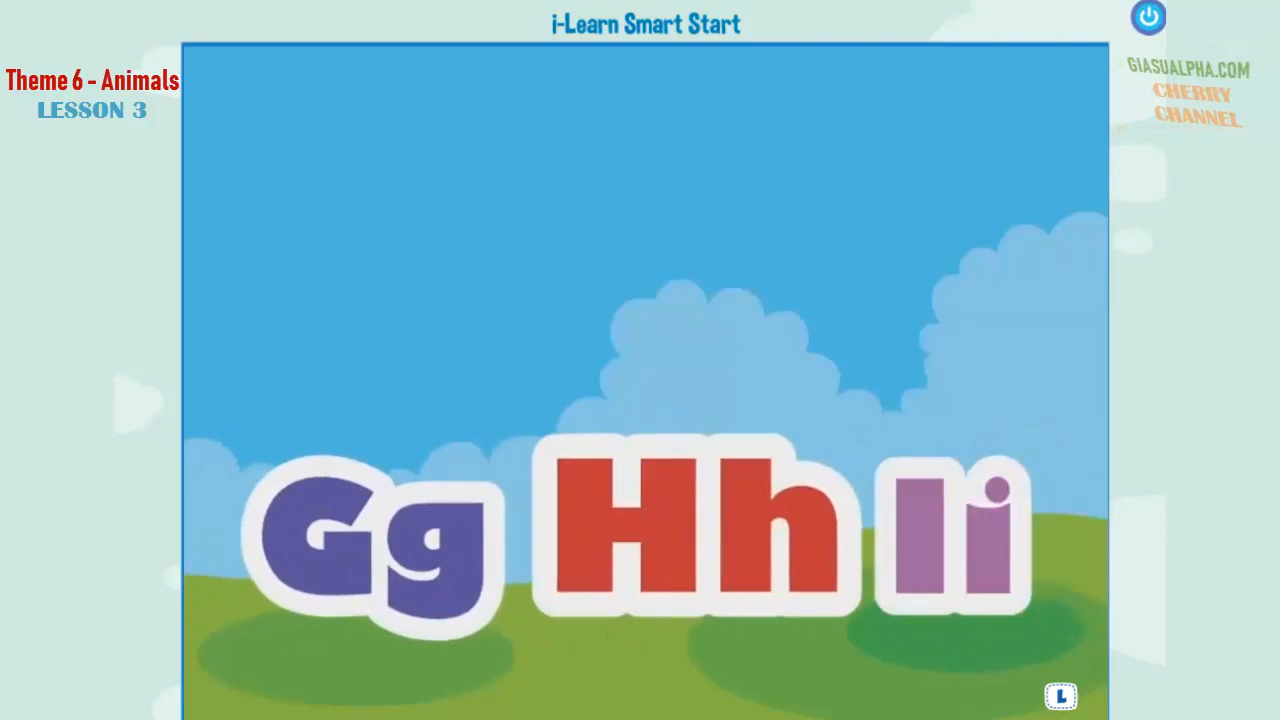 i-Learn Smart Start
Theme 6 - Animals
LESSON 3
GIASUALPHA.COM
CHERRY
CHANNEL
Gg Hh Ii
L